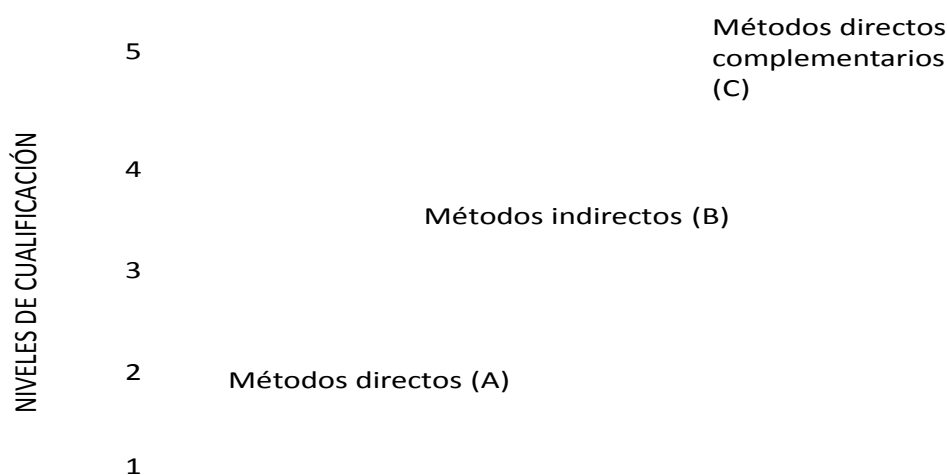 Métodos directos
complementarios
(C)
5
4
Métodos indirectos (B)
3
2
Métodos directos (A)
1
NIVELES DE CUALIFICACIÓN